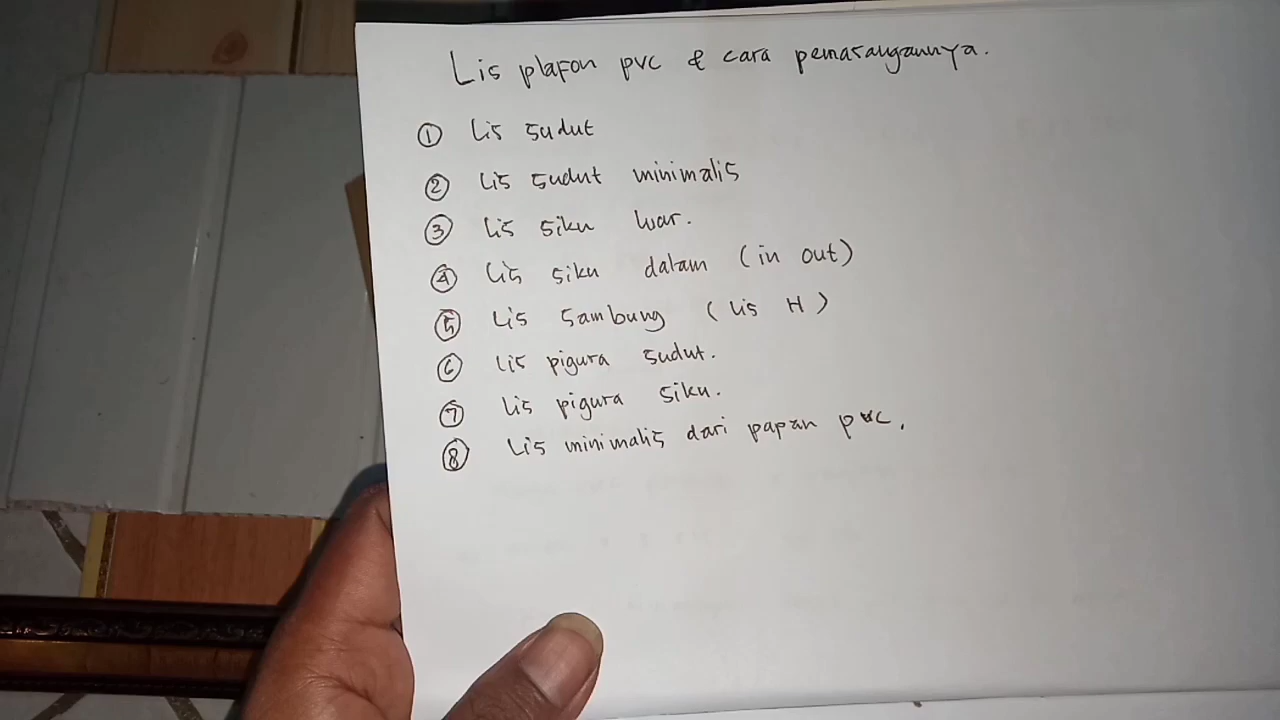 Lis plafon pvc & cara pemasangannya.
① Lis sudut
② Lis sudut minimalis
③ Lis siku luar.
④ Lis siku dalam (in out)
⑤ Lis sambung (Lis H)
⑥ Lis pigura sudut.
⑦ Lis pigura siku.
⑧ Lis minimalis dari papan pvc.